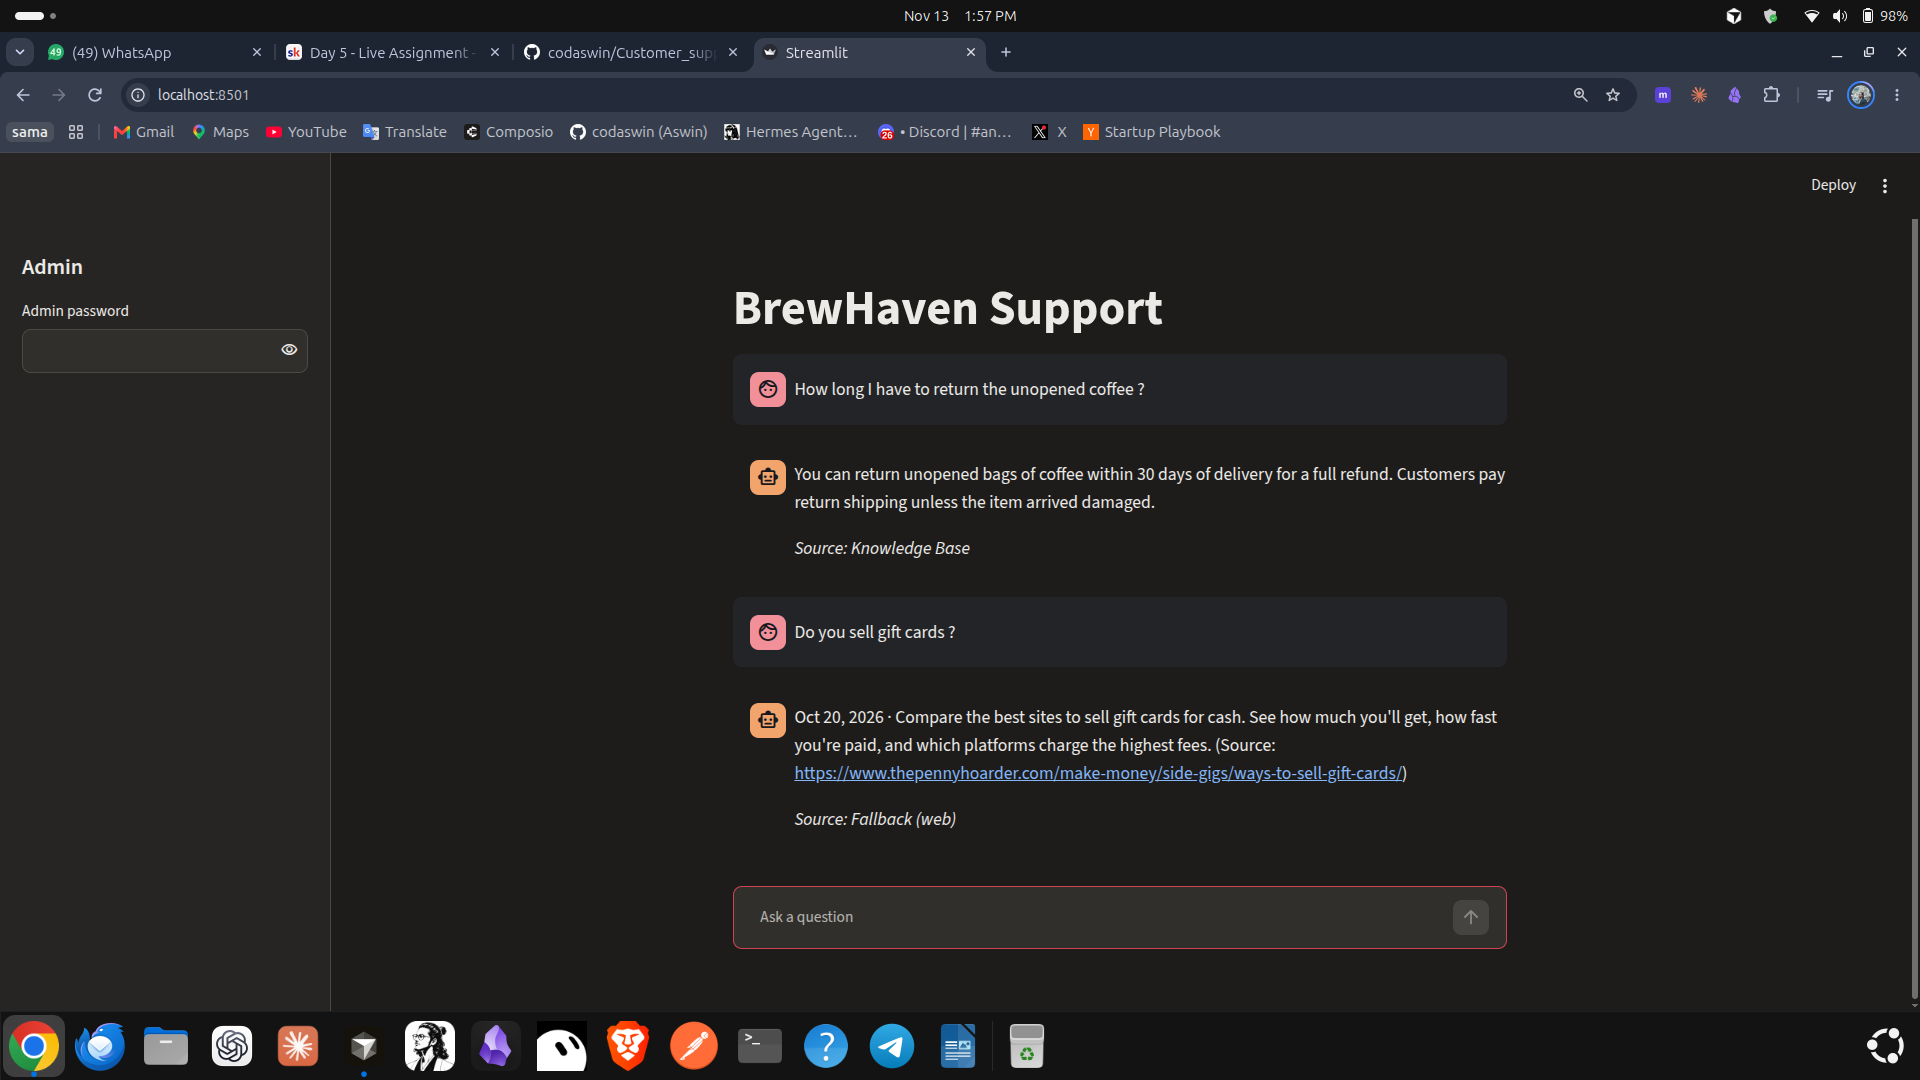 Nov 13 1:57 PM
98%
49
(49) WhatsApp
sk
Day 5 - Live Assignment -
codaswin/Customer_supp
Streamlit
localhost:8501
m
sama
Gmail
Maps
YouTube
Translate
Composio
codaswin (Aswin)
Hermes Agent...
26
• Discord | #an...
X
Y
Startup Playbook
Deploy
Admin
Admin password
BrewHaven Support
How long I have to return the unopened coffee ?
You can return unopened bags of coffee within 30 days of delivery for a full refund. Customers pay
return shipping unless the item arrived damaged.
Source: Knowledge Base
Do you sell gift cards ?
Oct 20, 2026 · Compare the best sites to sell gift cards for cash. See how much you'll get, how fast
you're paid, and which platforms charge the highest fees. (Source:
https://www.thepennyhoarder.com/make-money/side-gigs/ways-to-sell-gift-cards/)
Source: Fallback (web)
Ask a question
>_
?